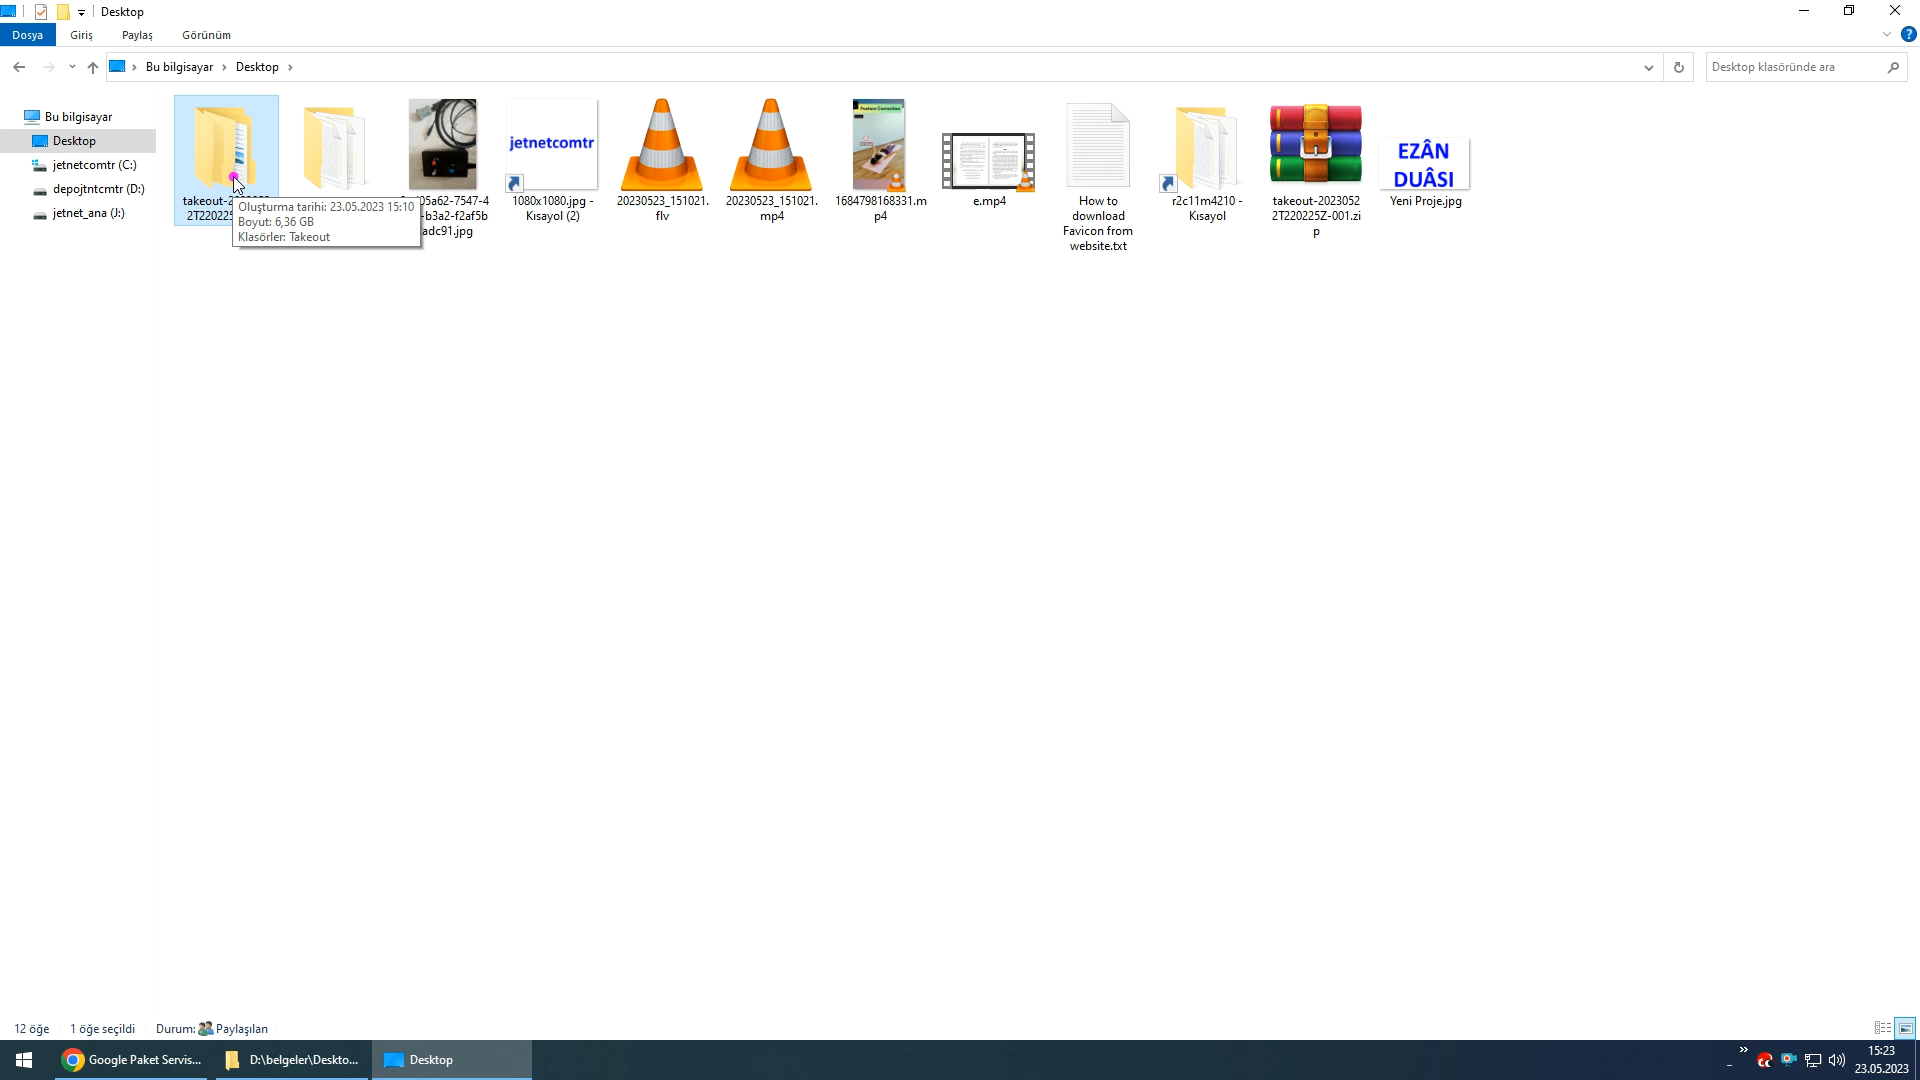 Desktop
Dosya
Giriş
Paylaş
Görünüm
Bu bilgisayar
Desktop
Desktop klasöründe ara
Bu bilgisayar
Desktop
jetnetcomtr (C:)
depojtntcmtr (D:)
jetnet_ana (J:)
takeout-
2T220225
Oluşturma tarihi: 23.05.2023 15:10
Boyut: 6,36 GB
Klasörler: Takeout
05a62-7547-4
-b3a2-f2af5b
adc91.jpg
jetnetcomtr
1080x1080.jpg -
Kısayol (2)
20230523_151021.
flv
20230523_151021.
mp4
1684798168331.m
p4
e.mp4
How to
download
Favicon from
website.txt
r2c11m4210 -
Kısayol
takeout-2023052
2T220225Z-001.zi
p
EZÂN
DUÂSI
Yeni Proje.jpg
12 öğe
1 öğe seçildi
Durum:
Paylaşılan
Google Paket Servis...
D:\belgeler\Deskto...
Desktop
15:23
23.05.2023